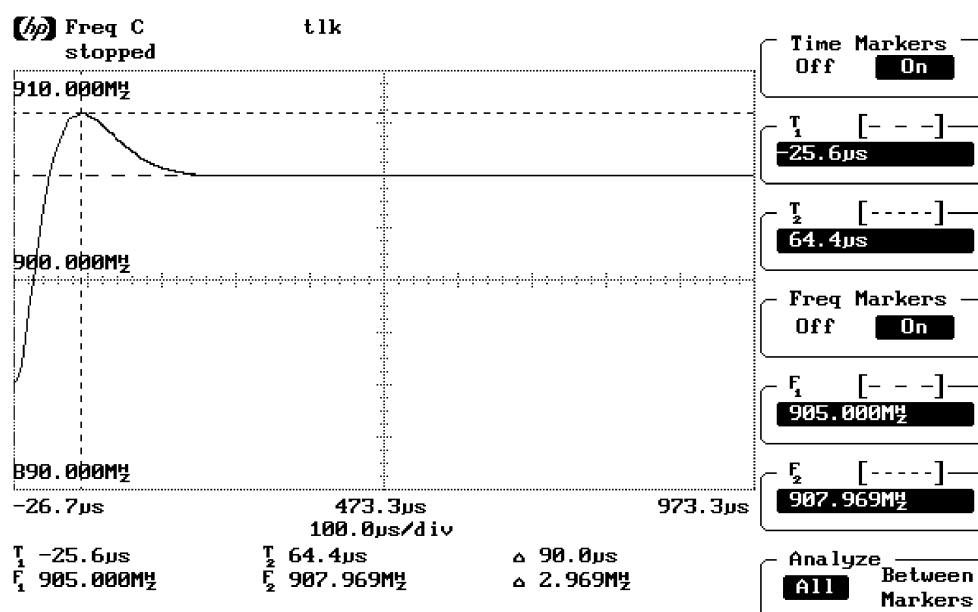 hp Freq C tlk
stopped
910.000MHz
900.000MHz
890.000MHz
-26.7µs 473.3µs 973.3µs
100.0µs/div
T1 -25.6µs T2 64.4µs Δ 90.0µs
F1 905.000MHz F2 907.969MHz Δ 2.969MHz
Time Markers
Off On
T1 [- - -]
-25.6µs
T2 [-----]
64.4µs
Freq Markers
Off On
F1 [- - -]
905.000MHz
F2 [-----]
907.969MHz
Analyze
All Between
Markers